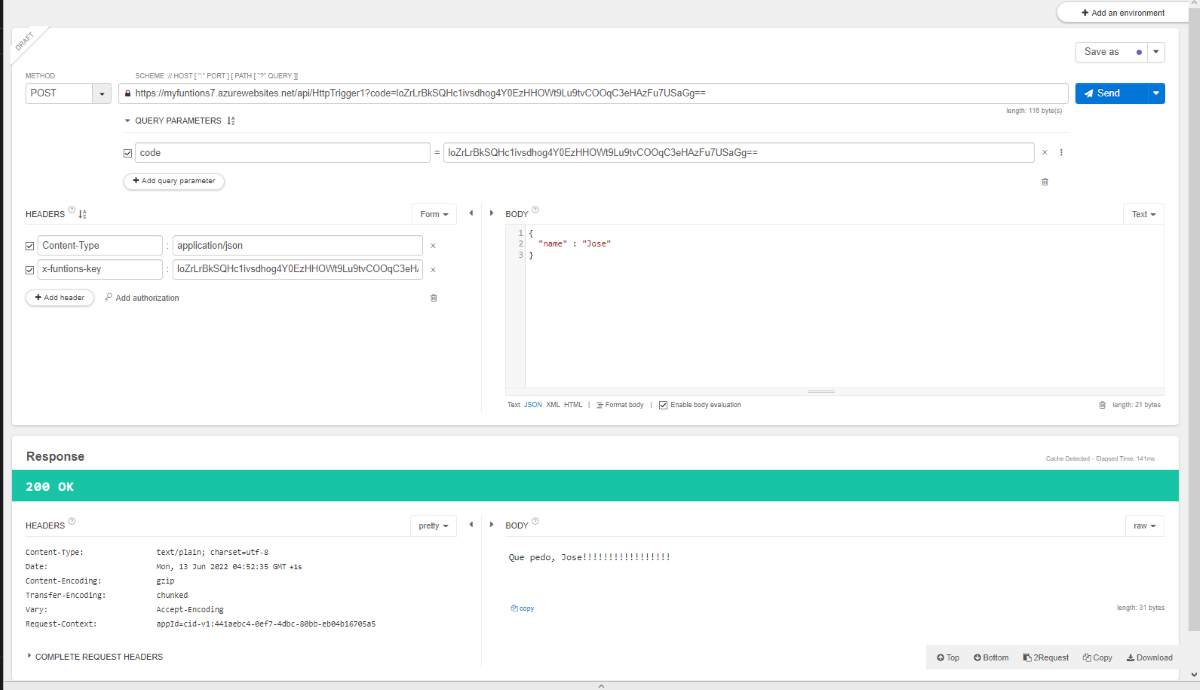 + Add an environment
DRAFT
Save as
METHOD
SCHEME :// HOST [ ":" PORT ] [ PATH [ "?" QUERY ]]
POST
https://myfuntions7.azurewebsites.net/api/HttpTrigger1?code=loZrLrBkSQHc1ivsdhog4Y0EzHHOWt9Lu9tvCOOqC3eHAzFu7USaGg==
Send
length: 116 byte(s)
QUERY PARAMETERS
code = loZrLrBkSQHc1ivsdhog4Y0EzHHOWt9Lu9tvCOOqC3eHAzFu7USaGg== ×
+ Add query parameter
HEADERS ?
Form
BODY ?
Text
Content-Type : application/json ×
x-funtions-key : loZrLrBkSQHc1ivsdhog4Y0EzHHOWt9Lu9tvCOOqC3eH ×
+ Add header Add authorization
1 {
2 "name" : "Jose"
3 }
Text JSON XML HTML | Format body | Enable body evaluation
length: 21 bytes
Response
Cache Detected - Elapsed Time: 141ms
200 OK
HEADERS ?
pretty
BODY ?
raw
Content-Type: text/plain; charset=utf-8
Date: Mon, 13 Jun 2022 04:52:35 GMT +1s
Content-Encoding: gzip
Transfer-Encoding: chunked
Vary: Accept-Encoding
Request-Context: appId=cid-v1:441aebc4-0ef7-4dbc-80bb-eb04b16705a5
COMPLETE REQUEST HEADERS
Que pedo, Jose!!!!!!!!!!!!!!!!!
copy
length: 31 bytes
Top Bottom 2Request Copy Download